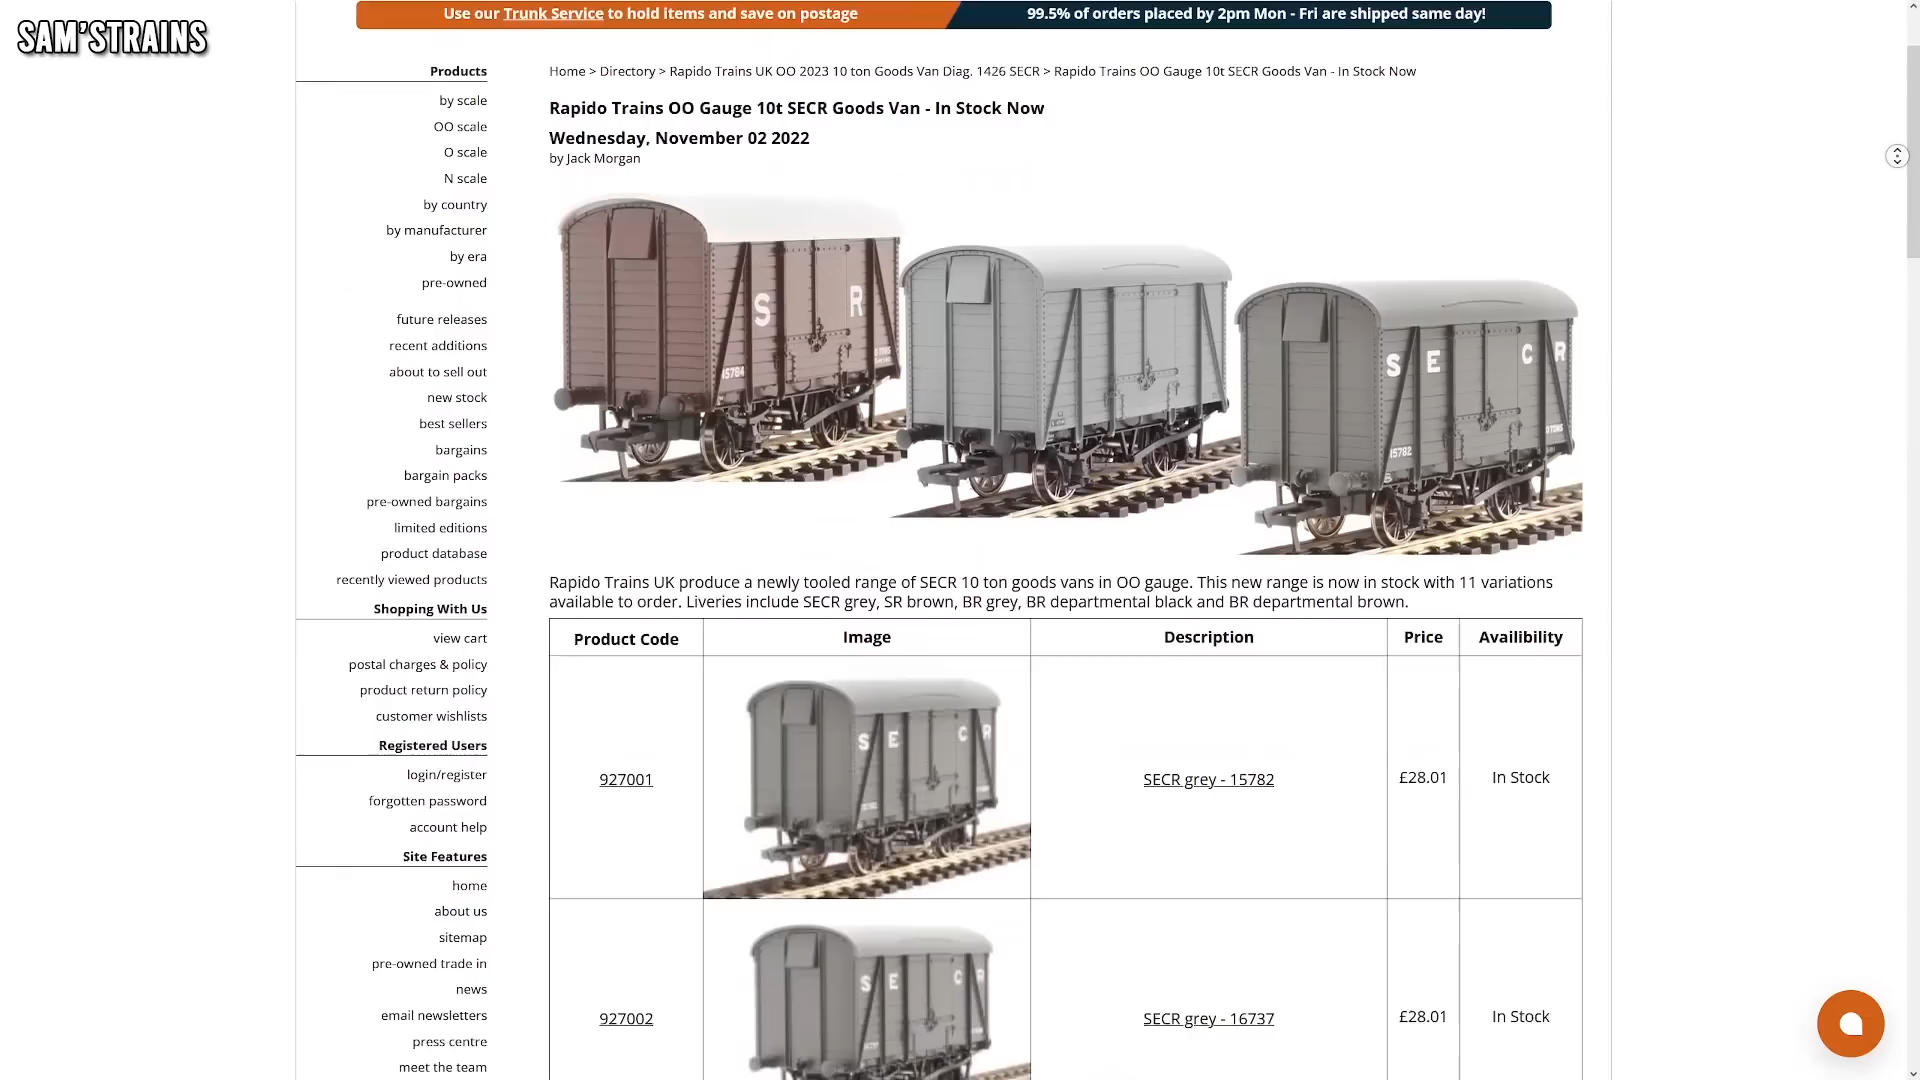 SAM'STRAINS
Use our Trunk Service to hold items and save on postage
99.5% of orders placed by 2pm Mon - Fri are shipped same day!
Products
by scale
OO scale
O scale
N scale
by country
by manufacturer
by era
pre-owned
future releases
recent additions
about to sell out
new stock
best sellers
bargains
bargain packs
pre-owned bargains
limited editions
product database
recently viewed products
Shopping With Us
view cart
postal charges & policy
product return policy
customer wishlists
Registered Users
login/register
forgotten password
account help
Site Features
home
about us
sitemap
pre-owned trade in
news
email newsletters
press centre
meet the team
Home > Directory > Rapido Trains UK OO 2023 10 ton Goods Van Diag. 1426 SECR > Rapido Trains OO Gauge 10t SECR Goods Van - In Stock Now
Rapido Trains OO Gauge 10t SECR Goods Van - In Stock Now
Wednesday, November 02 2022
by Jack Morgan
S R
45784
S E C R
15782
Rapido Trains UK produce a newly tooled range of SECR 10 ton goods vans in OO gauge. This new range is now in stock with 11 variations
available to order. Liveries include SECR grey, SR brown, BR grey, BR departmental black and BR departmental brown.
Product Code Image Description Price Availibility
927001 S E C R SECR grey - 15782 £28.01 In Stock
927002 S E C R SECR grey - 16737 £28.01 In Stock